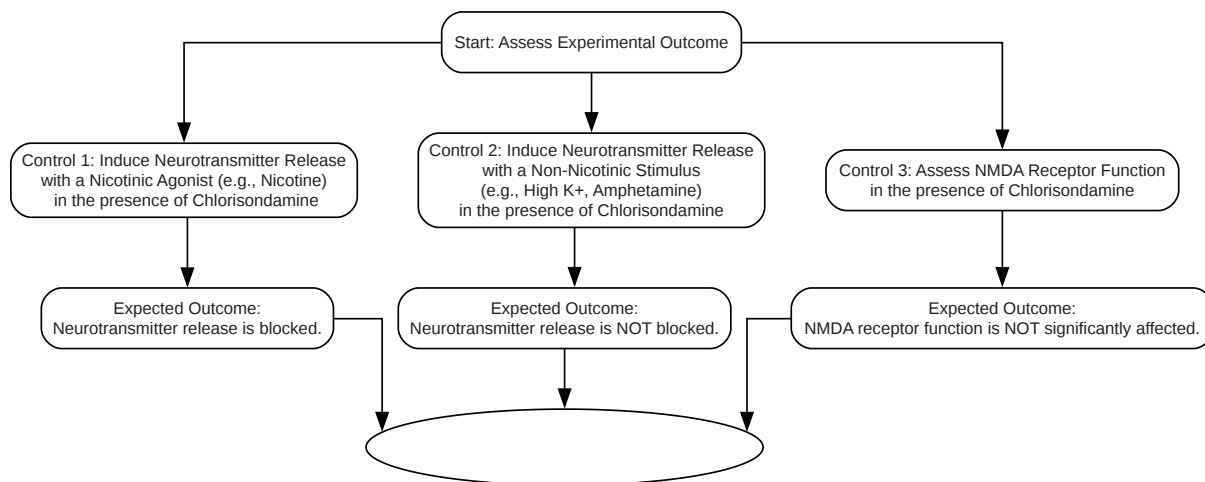 Start: Assess Experimental Outcome
Control 1: Induce Neurotransmitter Release
with a Nicotinic Agonist (e.g., Nicotine)
in the presence of Chlorisondamine
Control 2: Induce Neurotransmitter Release
with a Non-Nicotinic Stimulus
(e.g., High K+, Amphetamine)
in the presence of Chlorisondamine
Control 3: Assess NMDA Receptor Function
in the presence of Chlorisondamine
Expected Outcome:
Neurotransmitter release is blocked.
Expected Outcome:
Neurotransmitter release is NOT blocked.
Expected Outcome:
NMDA receptor function is NOT significantly affected.